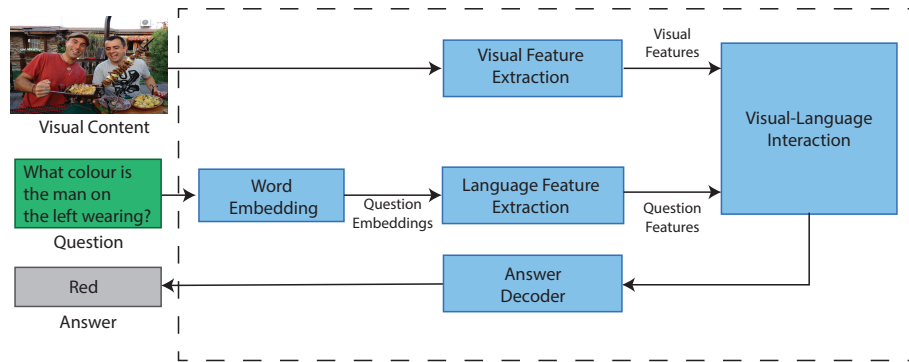 Visual Content
Visual Feature
Extraction
Visual
Features
Visual-Language
Interaction
What colour is
the man on
the left wearing?
Question
Word
Embedding
Question
Embeddings
Language Feature
Extraction
Question
Features
Red
Answer
Answer
Decoder